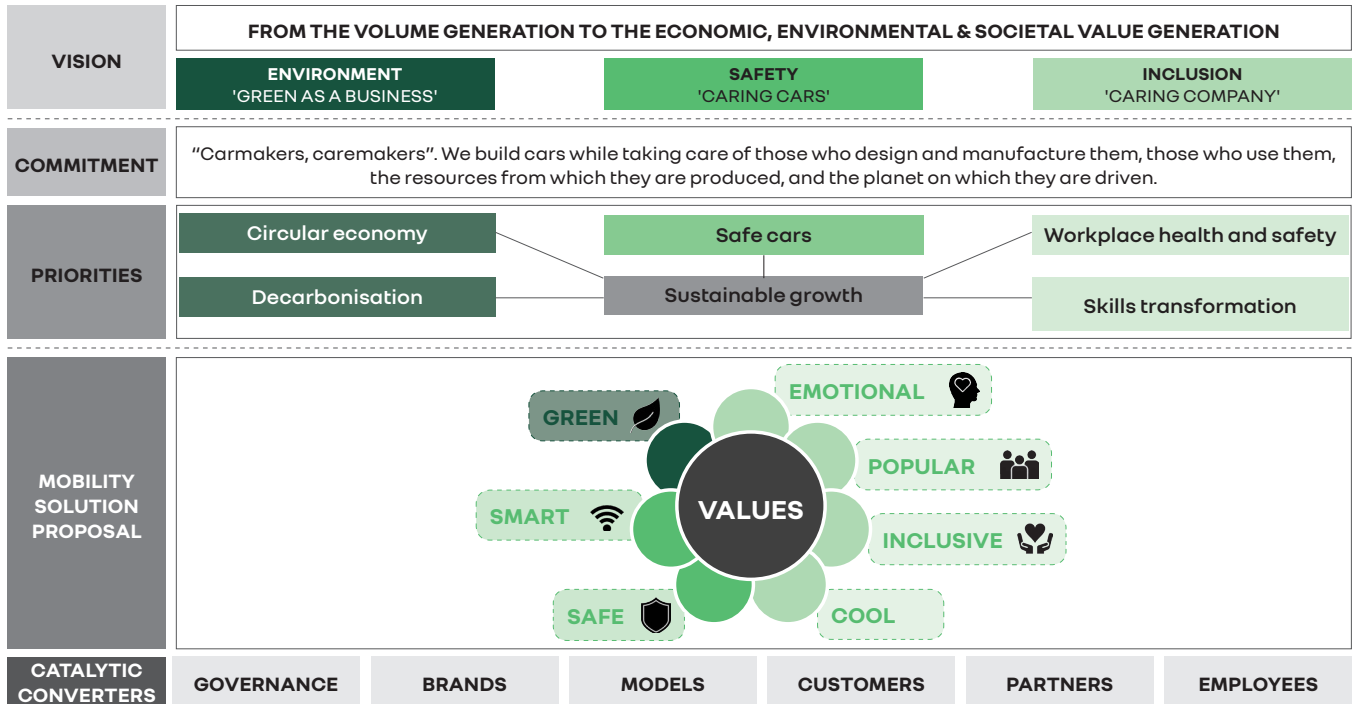 VISION
FROM THE VOLUME GENERATION TO THE ECONOMIC, ENVIRONMENTAL & SOCIETAL VALUE GENERATION
ENVIRONMENT
'GREEN AS A BUSINESS'
SAFETY
'CARING CARS'
INCLUSION
'CARING COMPANY'
COMMITMENT
“Carmakers, caremakers”. We build cars while taking care of those who design and manufacture them, those who use them,
the resources from which they are produced, and the planet on which they are driven.
PRIORITIES
Circular economy
Safe cars
Workplace health and safety
Decarbonisation
Sustainable growth
Skills transformation
MOBILITY
SOLUTION
PROPOSAL
EMOTIONAL
GREEN
POPULAR
VALUES
SMART
INCLUSIVE
SAFE
COOL
CATALYTIC
CONVERTERS
GOVERNANCE
BRANDS
MODELS
CUSTOMERS
PARTNERS
EMPLOYEES